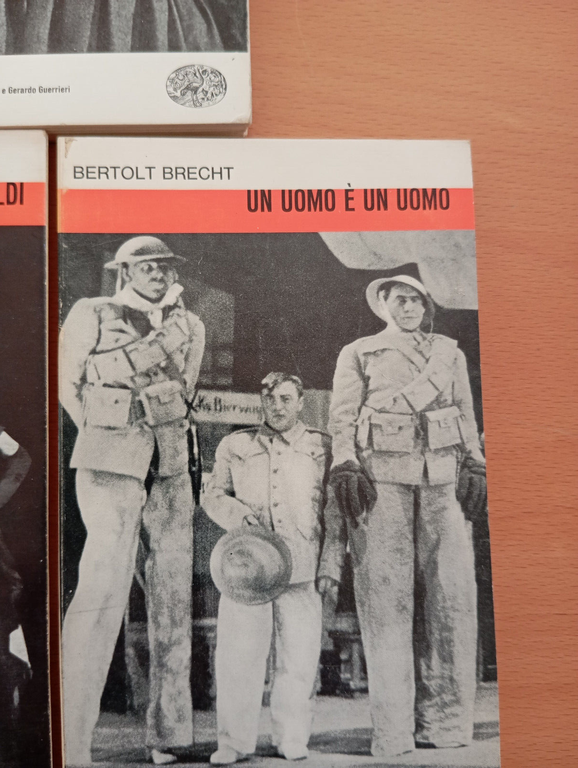 e Gerardo Guerrieri
LDI
BERTOLT BRECHT
UN UOMO È UN UOMO